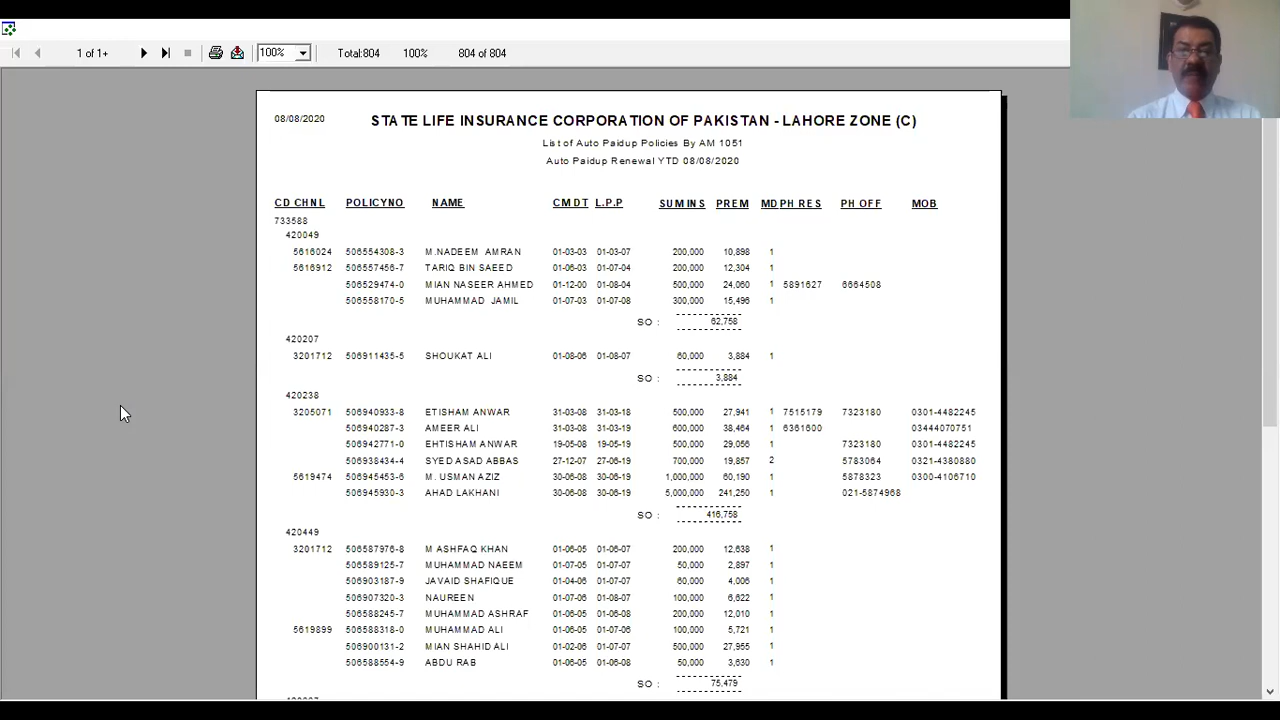 1 of 1+ 100% Total:804 100% 804 of 804
08/08/2020 STATE LIFE INSURANCE CORPORATION OF PAKISTAN - LAHORE ZONE (C)
List of Auto Paidup Policies By AM 1051
Auto Paidup Renewal YTD 08/08/2020
CD CHNL POLICYNO NAME CMDT L.P.P SUMINS PREM MD PH RES PH OFF MOB
733588
420049
5616024 506554308-3 M.NADEEM AMRAN 01-03-03 01-03-07 200,000 10,898 1
5616912 506557456-7 TARIQ BIN SAEED 01-06-03 01-07-04 200,000 12,304 1
506529474-0 MIAN NASEER AHMED 01-12-00 01-08-04 500,000 24,060 1 5891627 6664508
506558170-5 MUHAMMAD JAMIL 01-07-03 01-07-08 300,000 15,496 1
SO : 62,758
420207
3201712 506911435-5 SHOUKAT ALI 01-08-06 01-08-07 60,000 3,884 1
SO : 3,884
420238
3205071 506940933-8 ETISHAM ANWAR 31-03-08 31-03-18 500,000 27,941 1 7515179 7323180 0301-4482245
506940287-3 AMEER ALI 31-03-08 31-03-19 600,000 38,464 1 6361600 03444070751
506942771-0 EHTISHAM ANWAR 19-05-08 19-05-19 500,000 29,056 1 7323180 0301-4482245
506938434-4 SYED ASAD ABBAS 27-12-07 27-06-19 700,000 19,857 2 5783064 0321-4380880
5619474 506945453-6 M. USMAN AZIZ 30-06-08 30-06-19 1,000,000 60,190 1 5878323 0300-4106710
506945930-3 AHAD LAKHANI 30-06-08 30-06-19 5,000,000 241,250 1 021-5874968
SO : 416,758
420449
3201712 506587976-8 M ASHFAQ KHAN 01-06-05 01-06-07 200,000 12,638 1
506589125-7 MUHAMMAD NAEEM 01-07-05 01-07-07 50,000 2,897 1
506903187-9 JAVAID SHAFIQUE 01-04-06 01-07-07 60,000 4,006 1
506907320-3 NAUREEN 01-07-06 01-08-07 100,000 6,622 1
506588245-7 MUHAMMAD ASHRAF 01-06-05 01-06-08 200,000 12,010 1
5619899 506588318-0 MUHAMMAD ALI 01-06-05 01-07-06 100,000 5,721 1
506900131-2 MIAN SHAHID ALI 01-02-06 01-07-07 500,000 27,955 1
506588554-9 ABDU RAB 01-06-05 01-06-08 50,000 3,630 1
SO : 75,479